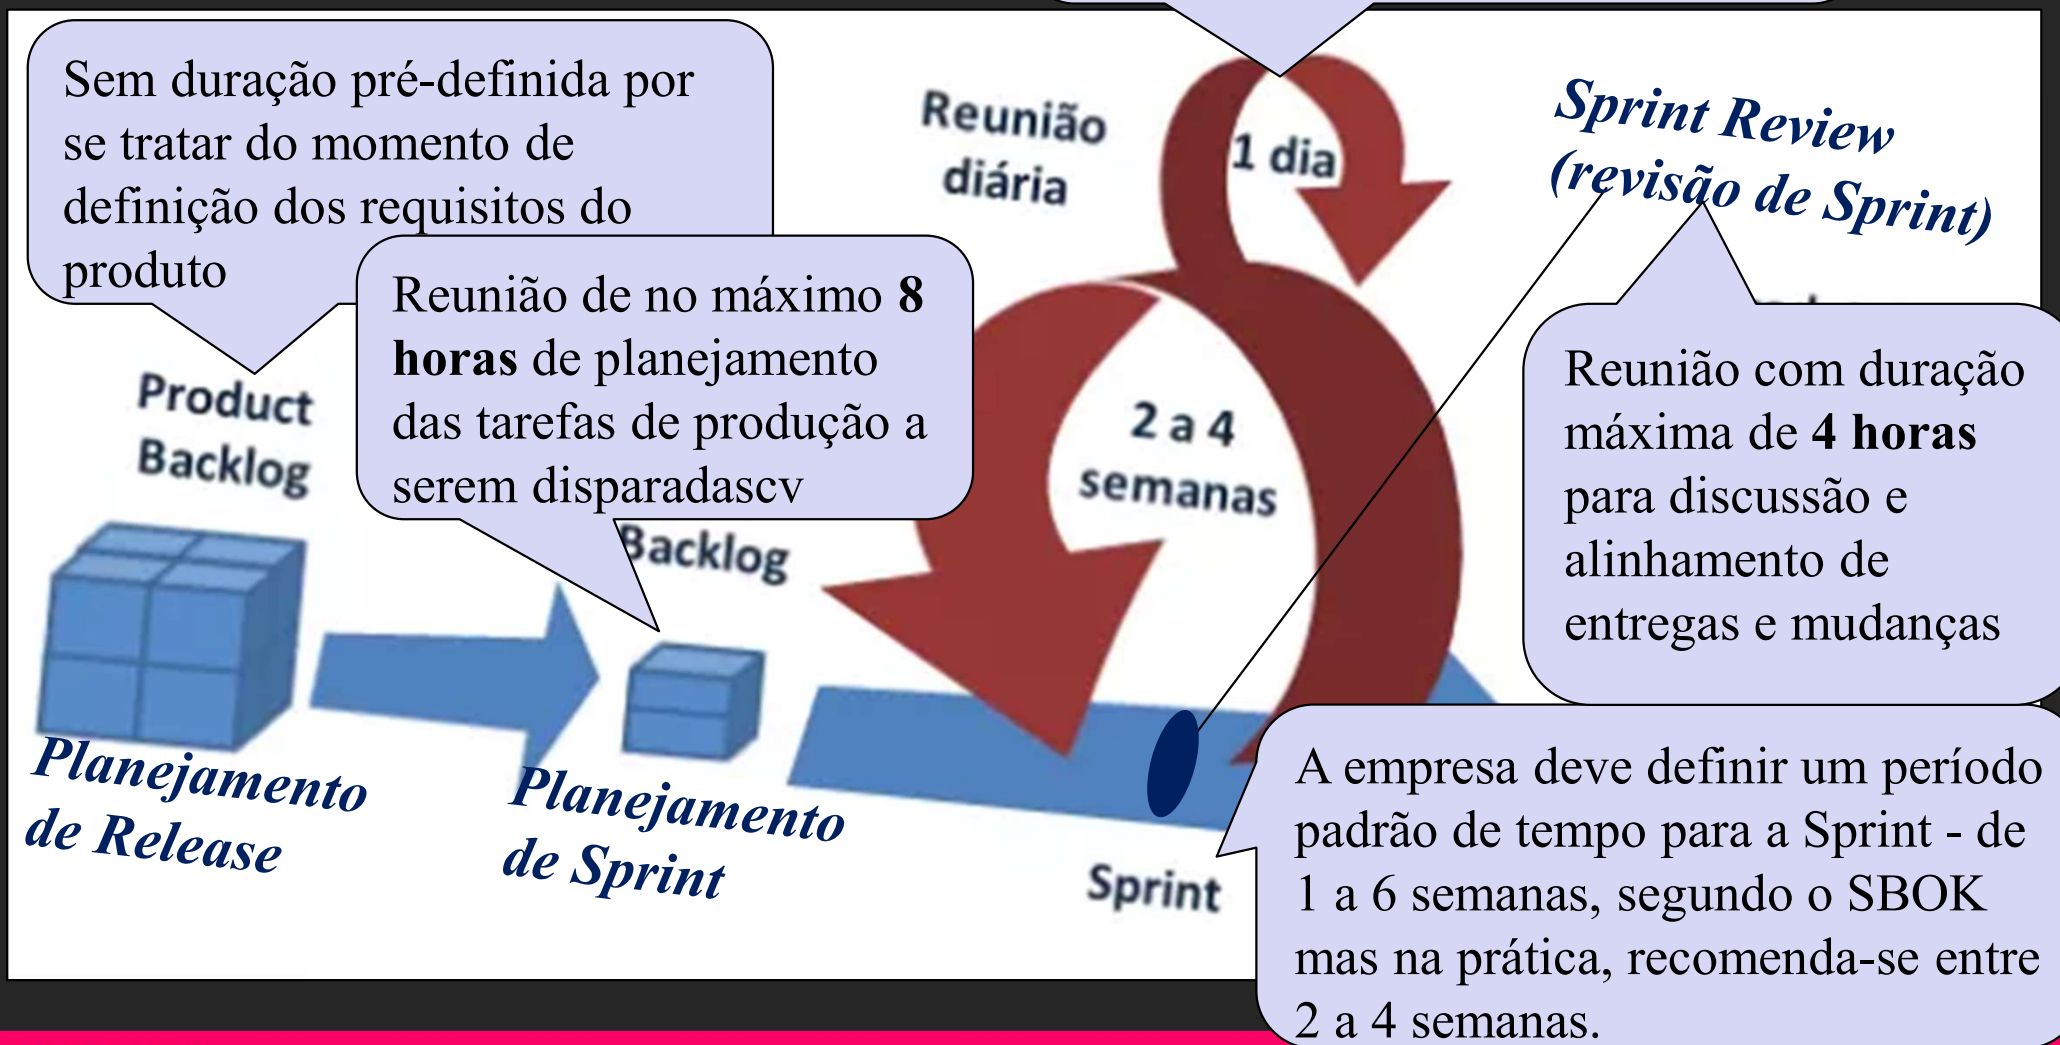 Sem duração pré-definida por
se tratar do momento de
definição dos requisitos do
produto
Reunião de no máximo 8
horas de planejamento
das tarefas de produção a
serem disparadascv
Reunião
diária
1 dia
Sprint Review
(revisão de Sprint)
Reunião com duração
máxima de 4 horas
para discussão e
alinhamento de
entregas e mudanças
2 a 4
semanas
Product
Backlog
Backlog
Planejamento
de Release
Planejamento
de Sprint
Sprint
A empresa deve definir um período
padrão de tempo para a Sprint - de
1 a 6 semanas, segundo o SBOK
mas na prática, recomenda-se entre
2 a 4 semanas.